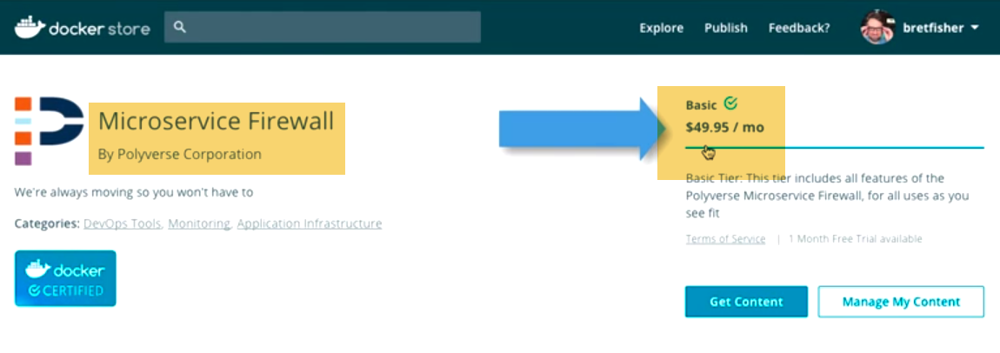 docker store
Explore Publish Feedback? bretfisher
Microservice Firewall
By Polyverse Corporation
We're always moving so you won't have to
Categories: DevOps Tools, Monitoring, Application Infrastructure
docker
CERTIFIED
Basic
$49.95 / mo
Basic Tier: This tier includes all features of the
Polyverse Microservice Firewall, for all uses as you
see fit
Terms of Service | 1 Month Free Trial available
Get Content Manage My Content